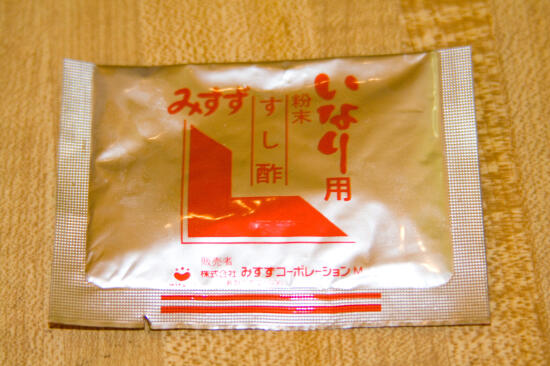 いなり用
粉末
すし酢
みすず
販売者
株式会社 みすずコーポレーション M